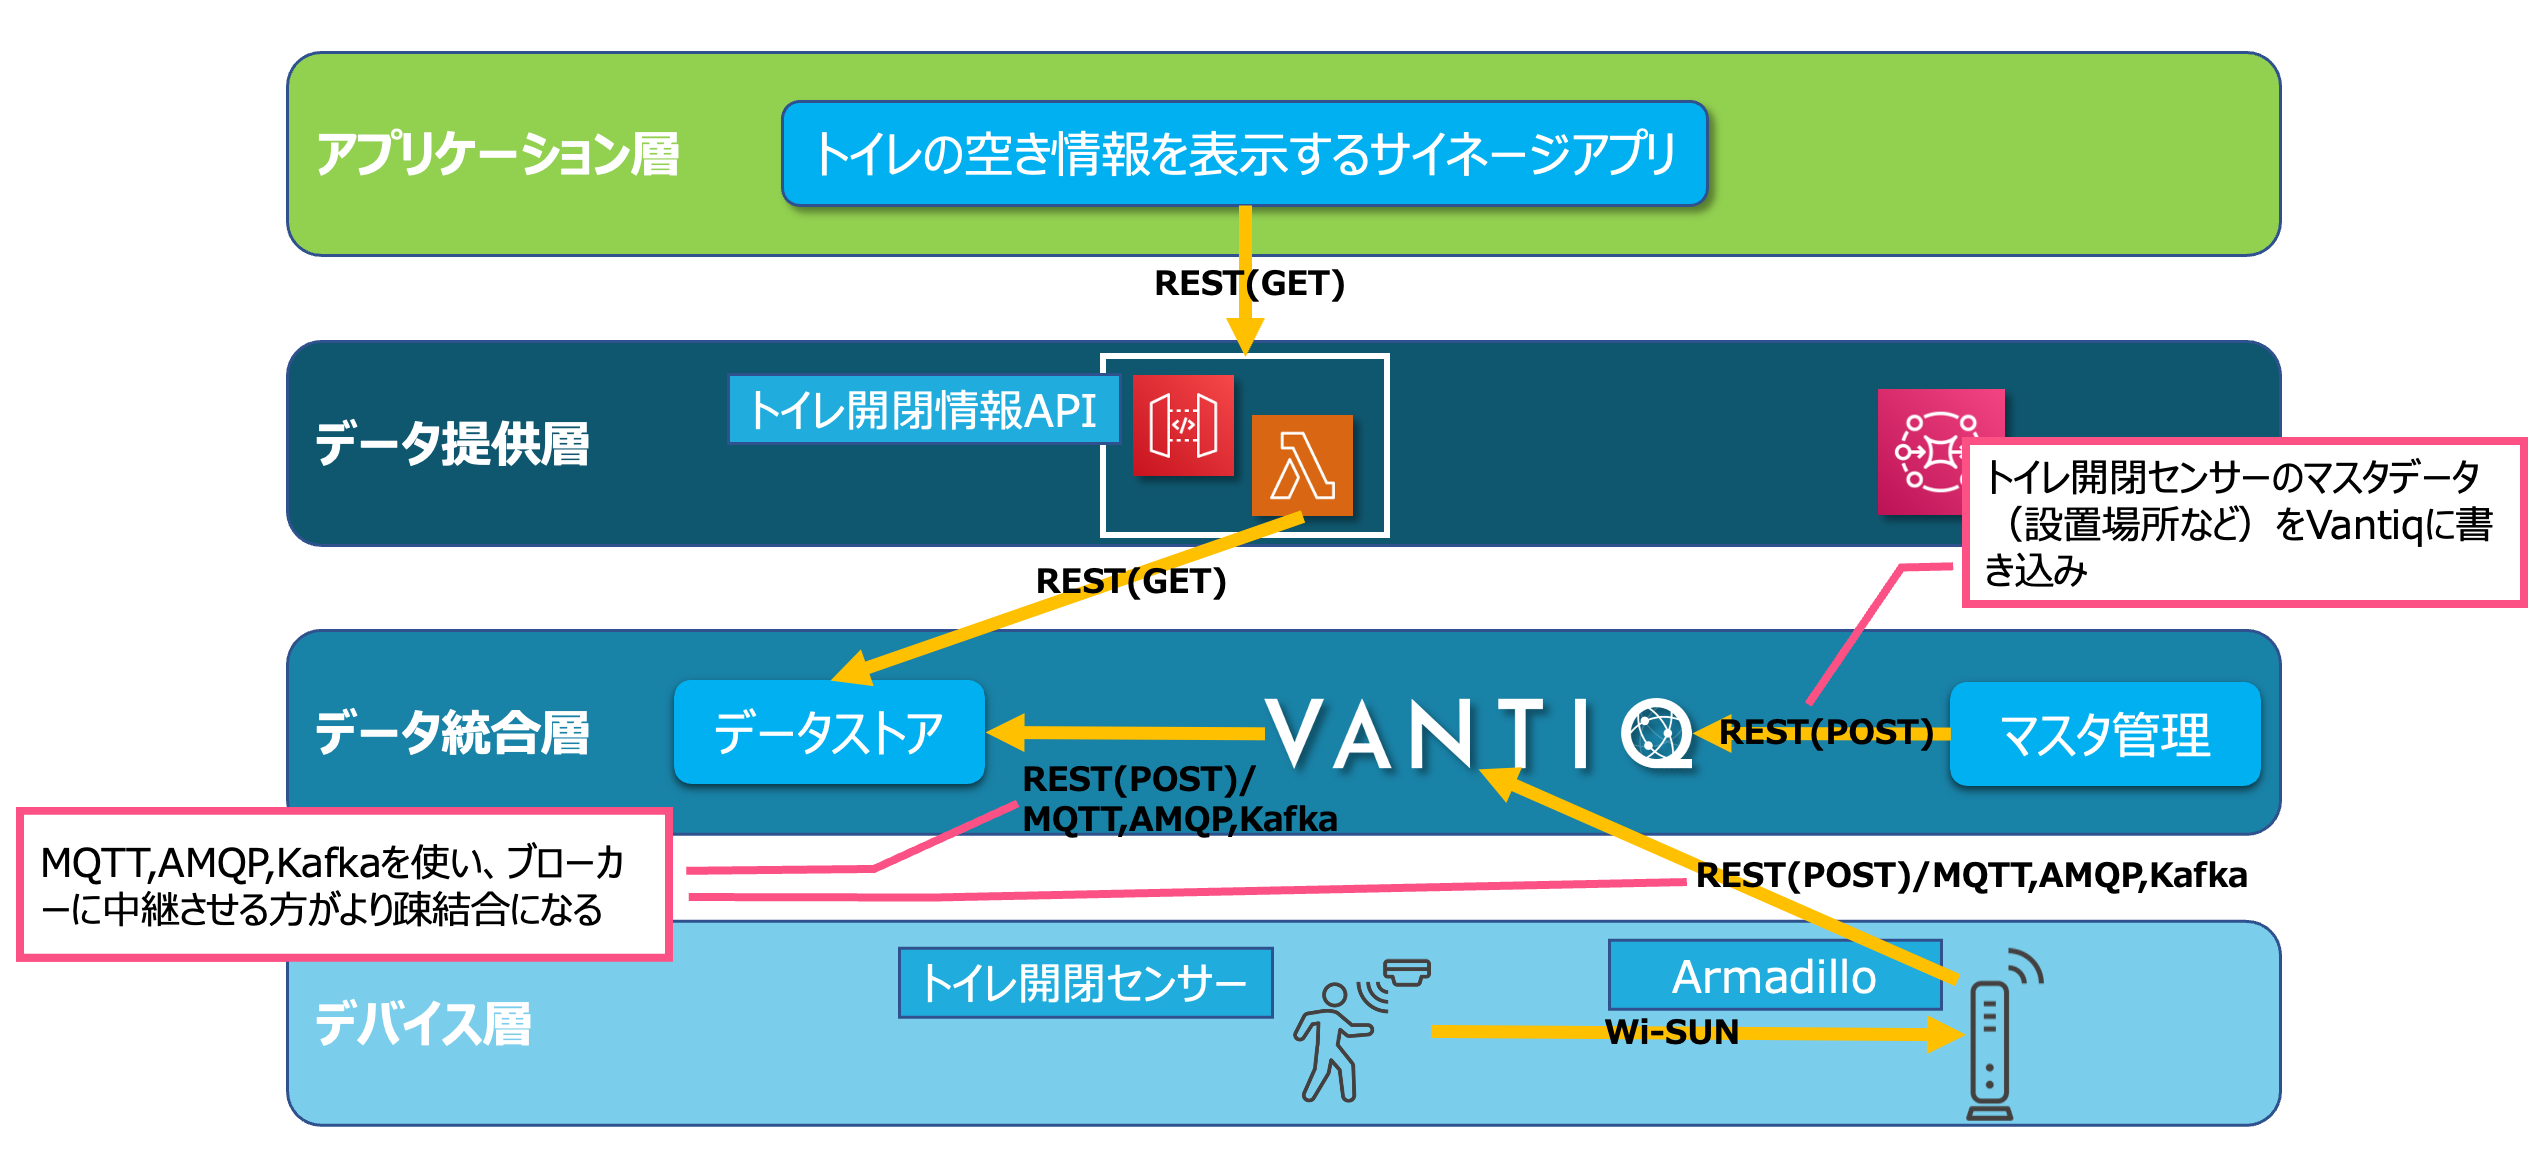 アプリケーション層
トイレの空き情報を表示するサイネージアプリ
REST(GET)
データ提供層
トイレ開閉情報API
トイレ開閉センサーのマスタデータ
（設置場所など）をVantiqに書
き込み
REST(GET)
データ統合層
データストア
VANTIQ
REST(POST)
マスタ管理
REST(POST)/
MQTT,AMQP,Kafka
MQTT,AMQP,Kafkaを使い、ブローカ
ーに中継させる方がより疎結合になる
REST(POST)/MQTT,AMQP,Kafka
デバイス層
トイレ開閉センサー
Armadillo
Wi-SUN